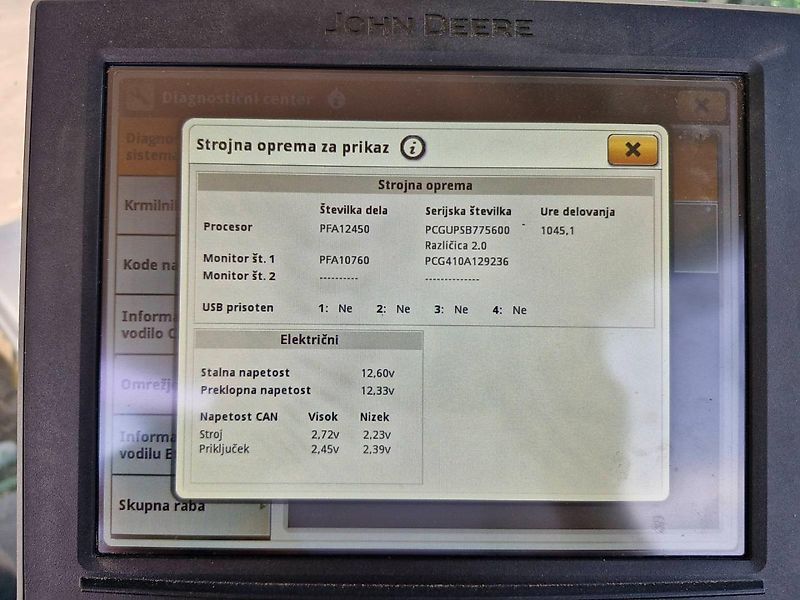 JOHN DEERE
Diagnostični center
Strojna oprema za prikaz i
Strojna oprema
Številka dela Serijska številka Ure delovanja
Procesor PFA12450 PCGUPSB775600 1045,1
Različica 2.0
Monitor št. 1 PFA10760 PCG410A129236
Monitor št. 2 ---------- --------------
USB prisoten 1: Ne 2: Ne 3: Ne 4: Ne
Električni
Stalna napetost 12,60v
Preklopna napetost 12,33v
Napetost CAN Visok Nizek
Stroj 2,72v 2,23v
Priključek 2,45v 2,39v
Kode
vodilo
vodilu
Skupna raba